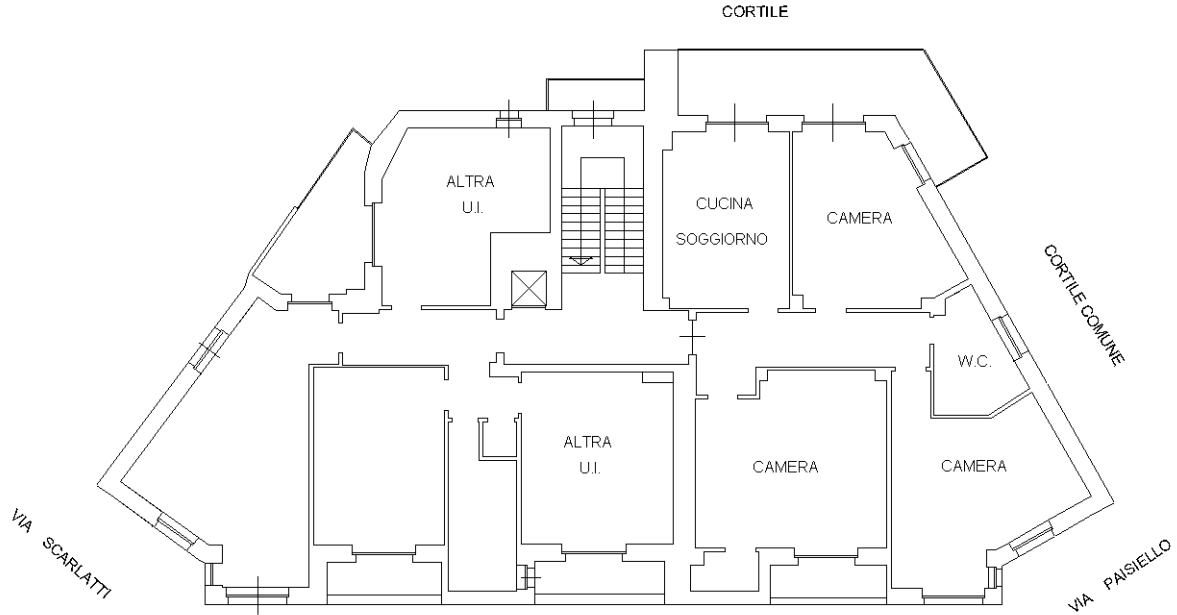 CORTILE
ALTRA
U.I.
CUCINA
SOGGIORNO
CAMERA
CORTILE COMUNE
W.C.
ALTRA
U.I.
CAMERA
CAMERA
VIA SCARLATTI
VIA PAISIELLO